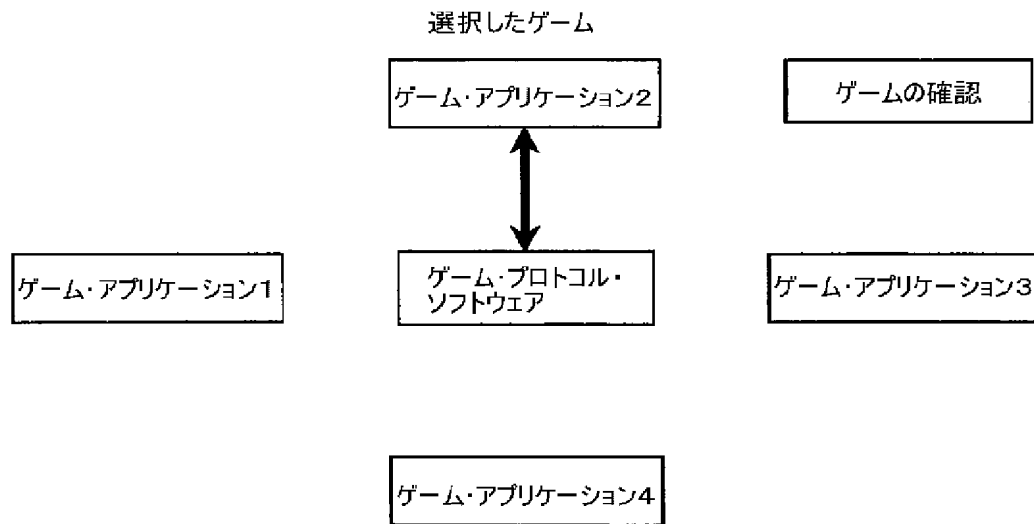 選択したゲーム
ゲーム・アプリケーション2
ゲームの確認
ゲーム・アプリケーション1
ゲーム・プロトコル・
ソフトウェア
ゲーム・アプリケーション3
ゲーム・アプリケーション4